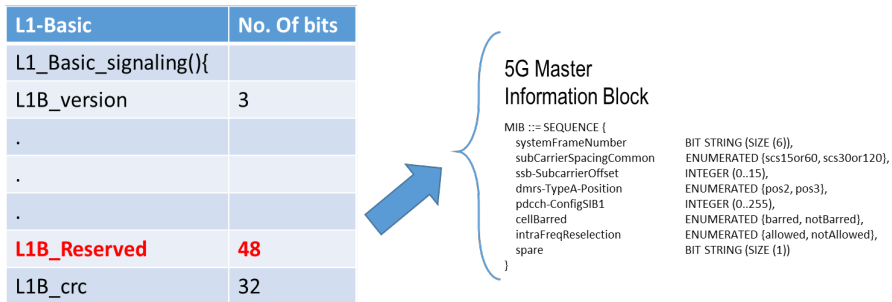 L1-Basic No. Of bits
L1_Basic_signaling(){
L1B_version 3
.
.
.
L1B_Reserved 48
L1B_crc 32
5G Master
Information Block
MIB ::= SEQUENCE {
systemFrameNumber BIT STRING (SIZE (6)),
subCarrierSpacingCommon ENUMERATED {scs15or60, scs30or120},
ssb-SubcarrierOffset INTEGER (0..15),
dmrs-TypeA-Position ENUMERATED {pos2, pos3},
pdcch-ConfigSIB1 INTEGER (0..255),
cellBarred ENUMERATED {barred, notBarred},
intraFreqReselection ENUMERATED {allowed, notAllowed},
spare BIT STRING (SIZE (1))
}